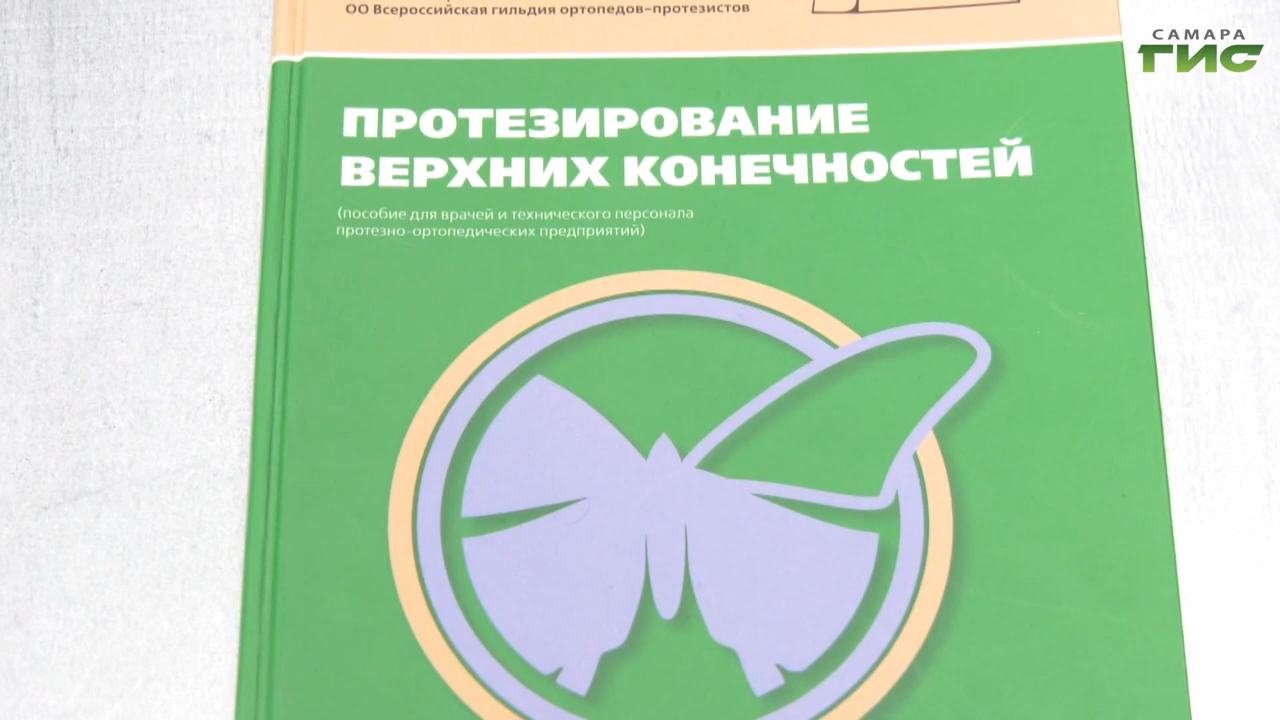 ОО Всероссийская гильдия ортопедов-протезистов
САМАРА
ГИС
ПРОТЕЗИРОВАНИЕ
ВЕРХНИХ КОНЕЧНОСТЕЙ
(пособие для врачей и технического персонала
протезно-ортопедических предприятий)